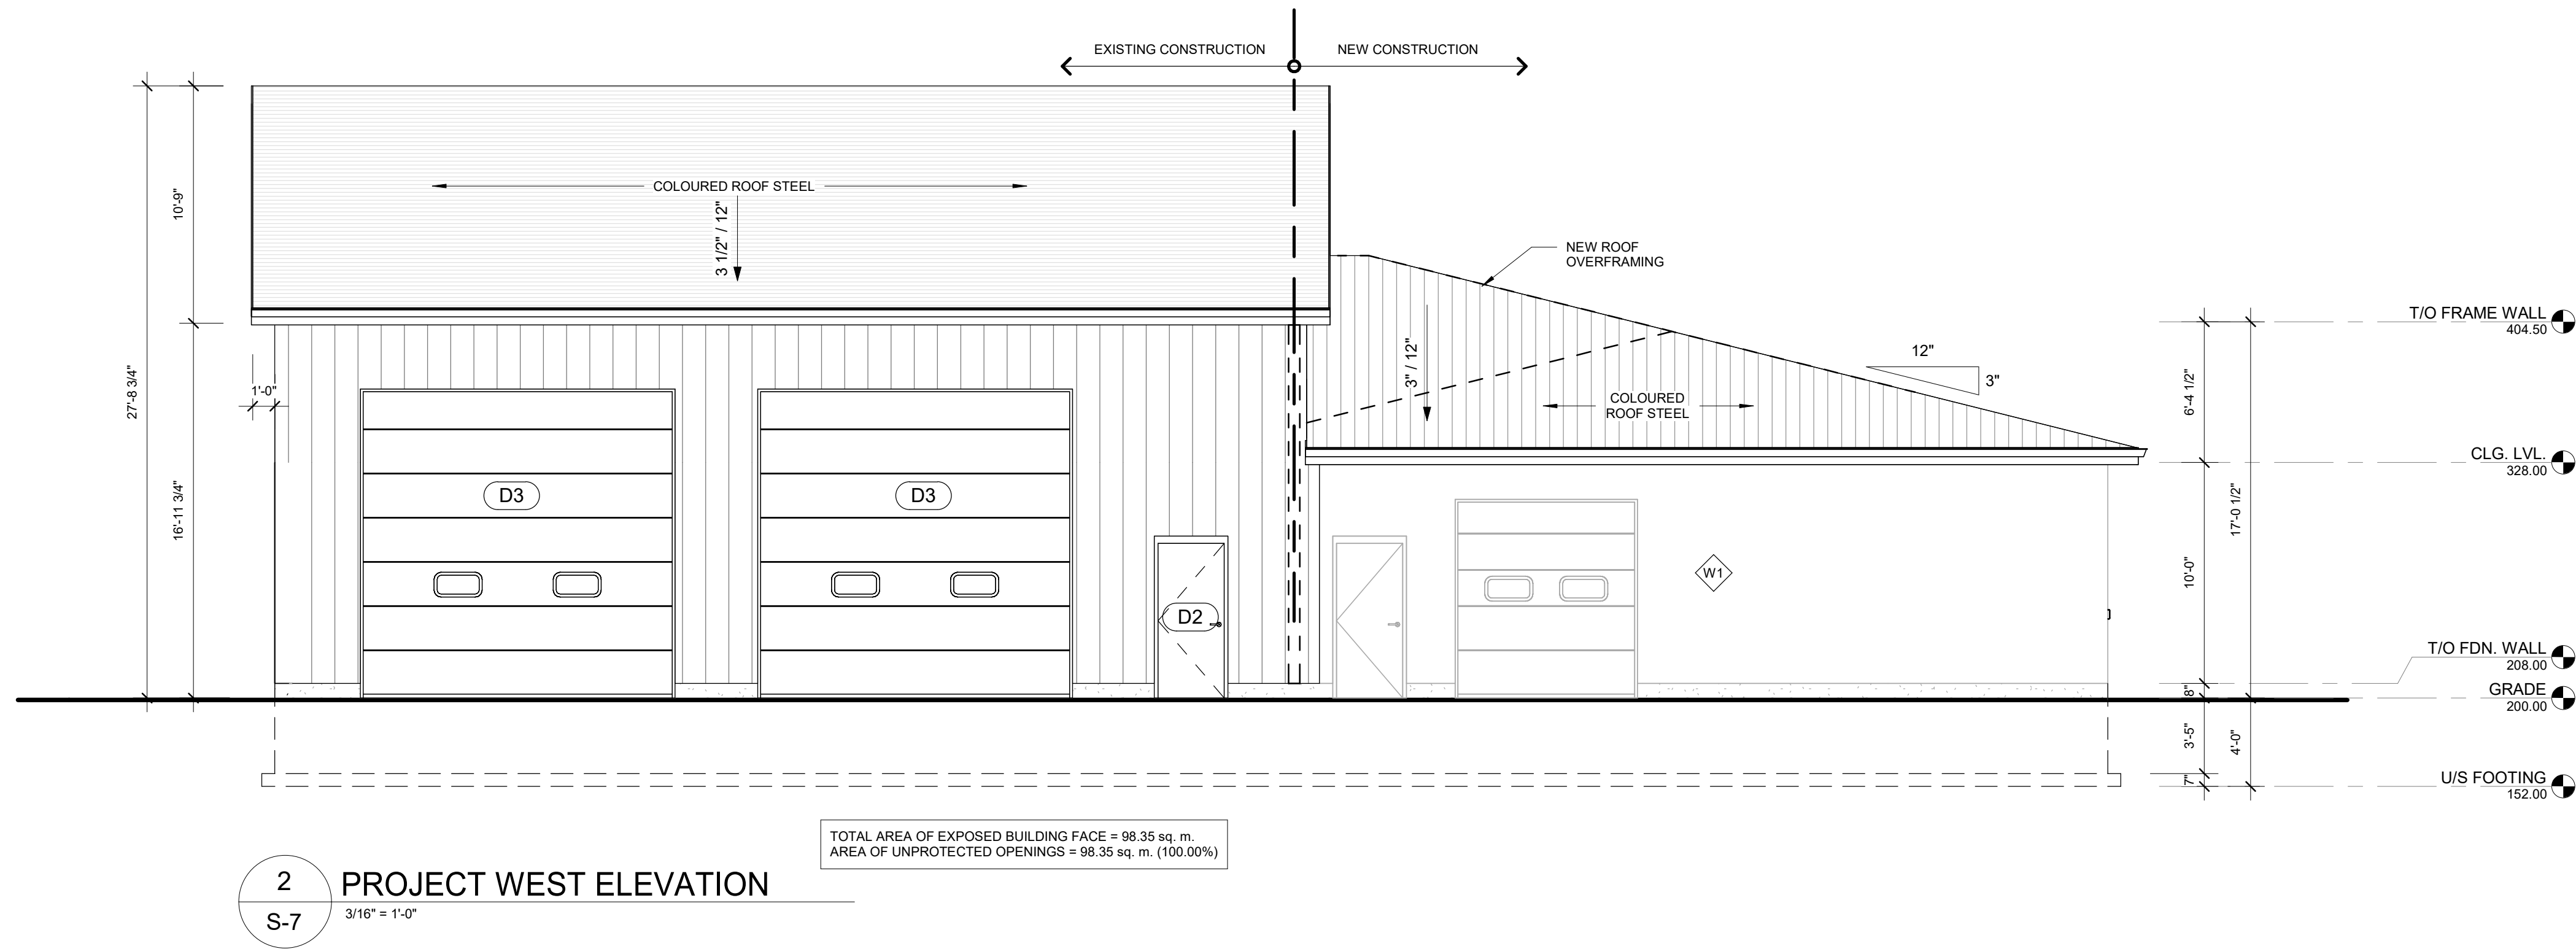 EXISTING CONSTRUCTION
NEW CONSTRUCTION
COLOURED ROOF STEEL
3 1/2" / 12"
10'-9"
27'-8 3/4"
16'-11 3/4"
1'-0"
NEW ROOF
OVERFRAMING
3" / 12"
12"
3"
COLOURED
ROOF STEEL
D3
D3
D2
W1
6'-4 1/2"
10'-0"
17'-0 1/2"
8"
3'-5"
4'-0"
7"
T/O FRAME WALL
404.50
CLG. LVL.
328.00
T/O FDN. WALL
208.00
GRADE
200.00
U/S FOOTING
152.00
TOTAL AREA OF EXPOSED BUILDING FACE = 98.35 sq. m.
AREA OF UNPROTECTED OPENINGS = 98.35 sq. m. (100.00%)
2
PROJECT WEST ELEVATION
S-7
3/16" = 1'-0"